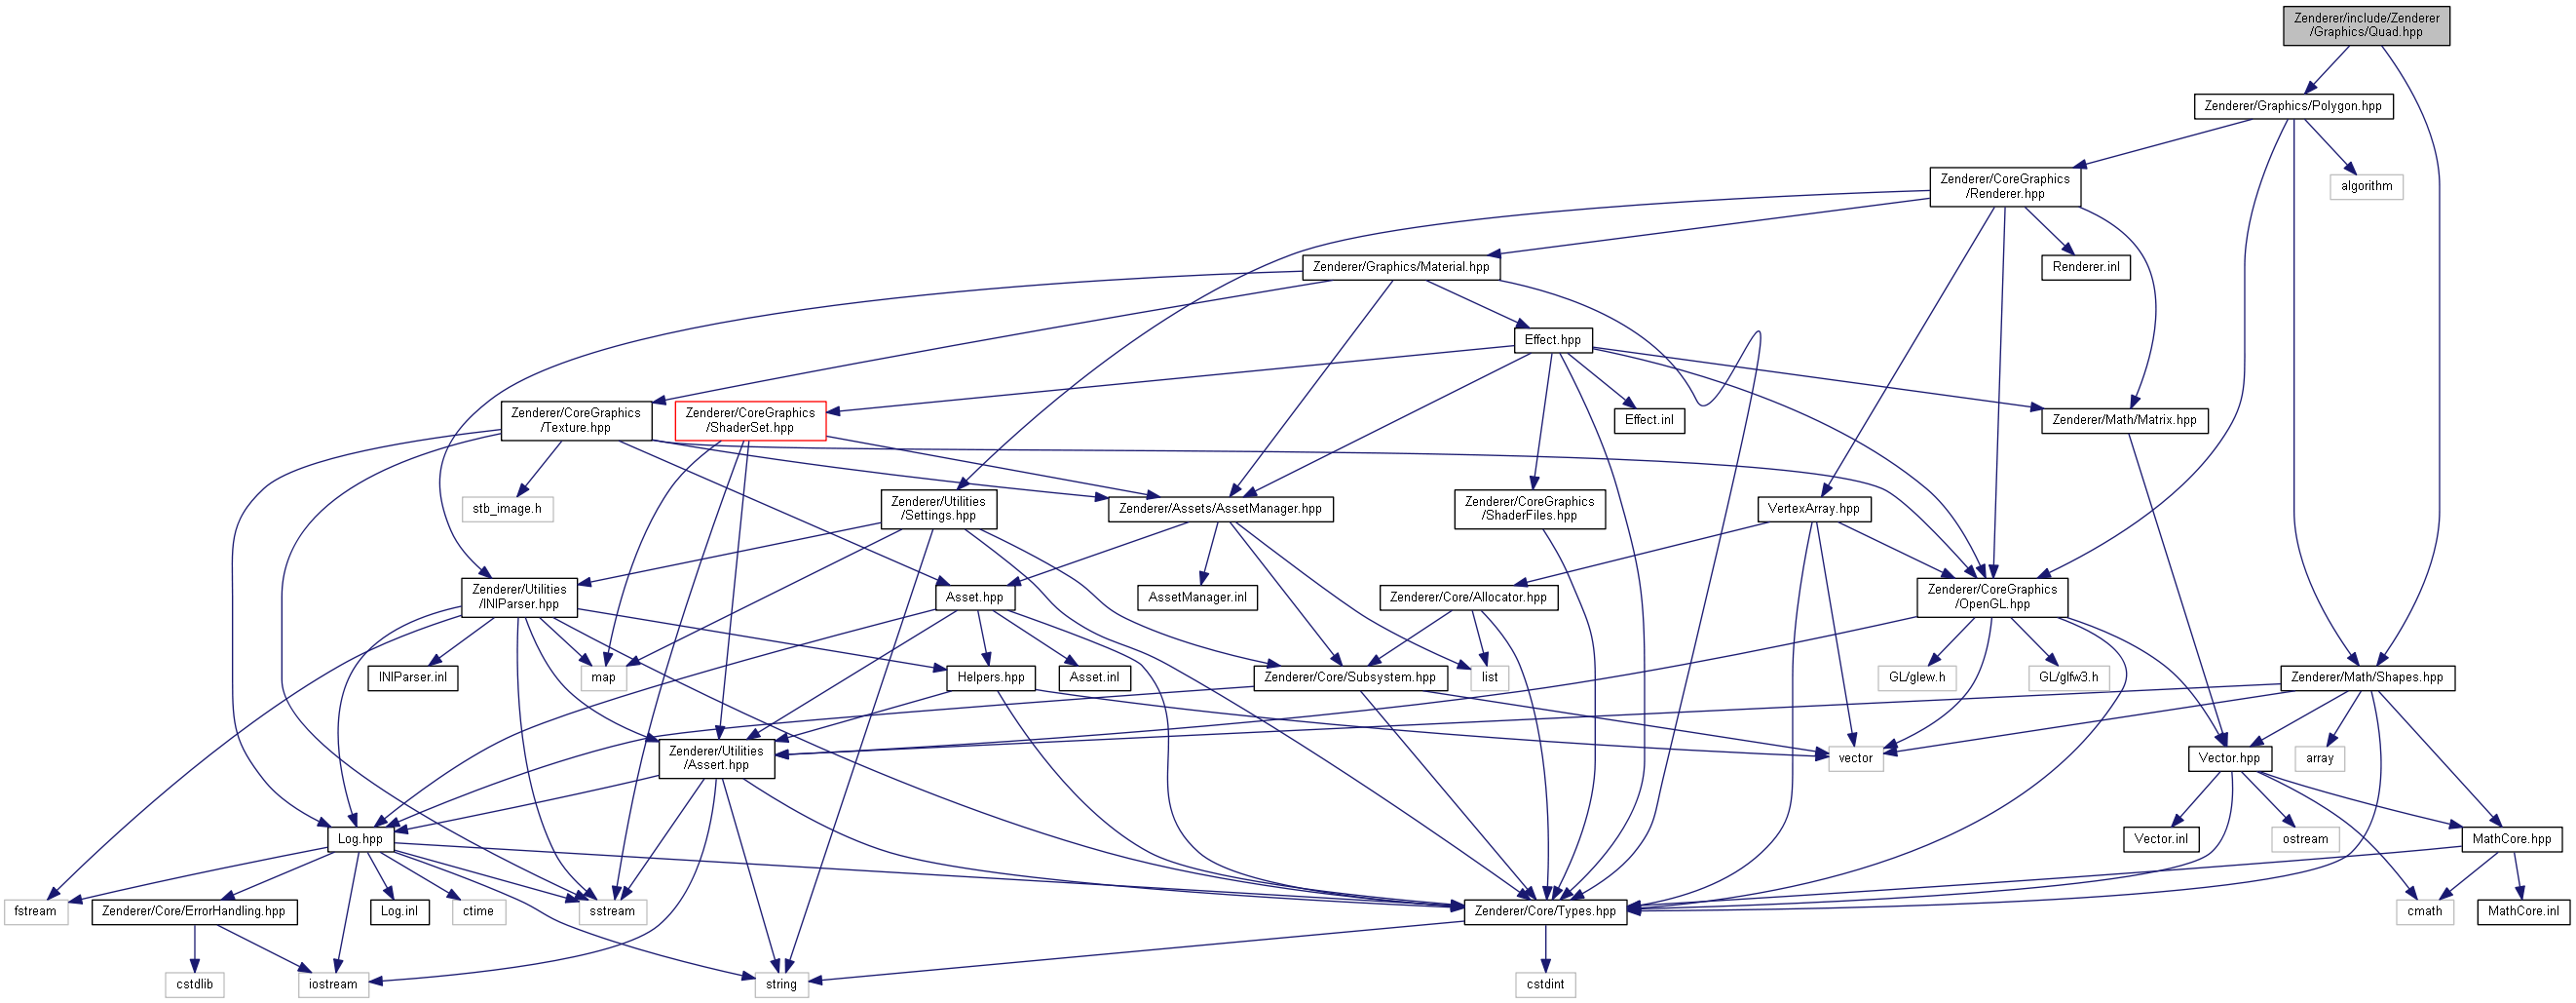 Zenderer/include/Zenderer
/Graphics/Quad.hpp
Zenderer/Graphics/Polygon.hpp
Zenderer/CoreGraphics
/Renderer.hpp
algorithm
Zenderer/Graphics/Material.hpp
Renderer.inl
Effect.hpp
Zenderer/CoreGraphics
/Texture.hpp
Zenderer/CoreGraphics
/ShaderSet.hpp
Effect.inl
Zenderer/Math/Matrix.hpp
stb_image.h
Zenderer/Utilities
/Settings.hpp
Zenderer/Assets/AssetManager.hpp
Zenderer/CoreGraphics
/ShaderFiles.hpp
VertexArray.hpp
Zenderer/Utilities
/INIParser.hpp
Asset.hpp
AssetManager.inl
Zenderer/Core/Allocator.hpp
Zenderer/CoreGraphics
/OpenGL.hpp
INIParser.inl
map
Helpers.hpp
Asset.inl
Zenderer/Core/Subsystem.hpp
list
GL/glew.h
GL/glfw3.h
Zenderer/Math/Shapes.hpp
Zenderer/Utilities
/Assert.hpp
vector
Vector.hpp
array
Log.hpp
Vector.inl
ostream
MathCore.hpp
fstream
Zenderer/Core/ErrorHandling.hpp
Log.inl
ctime
sstream
Zenderer/Core/Types.hpp
cmath
MathCore.inl
cstdlib
iostream
string
cstdint